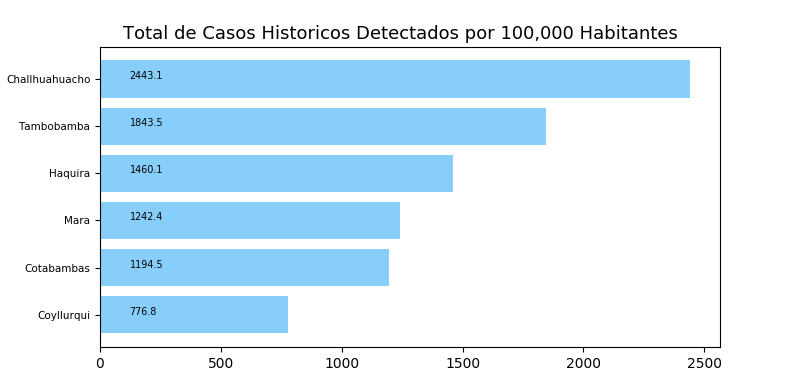 Total de Casos Historicos Detectados por 100,000 Habitantes
Challhuahuacho 2443.1
Tambobamba 1843.5
Haquira 1460.1
Mara 1242.4
Cotabambas 1194.5
Coyllurqui 776.8
0 500 1000 1500 2000 2500